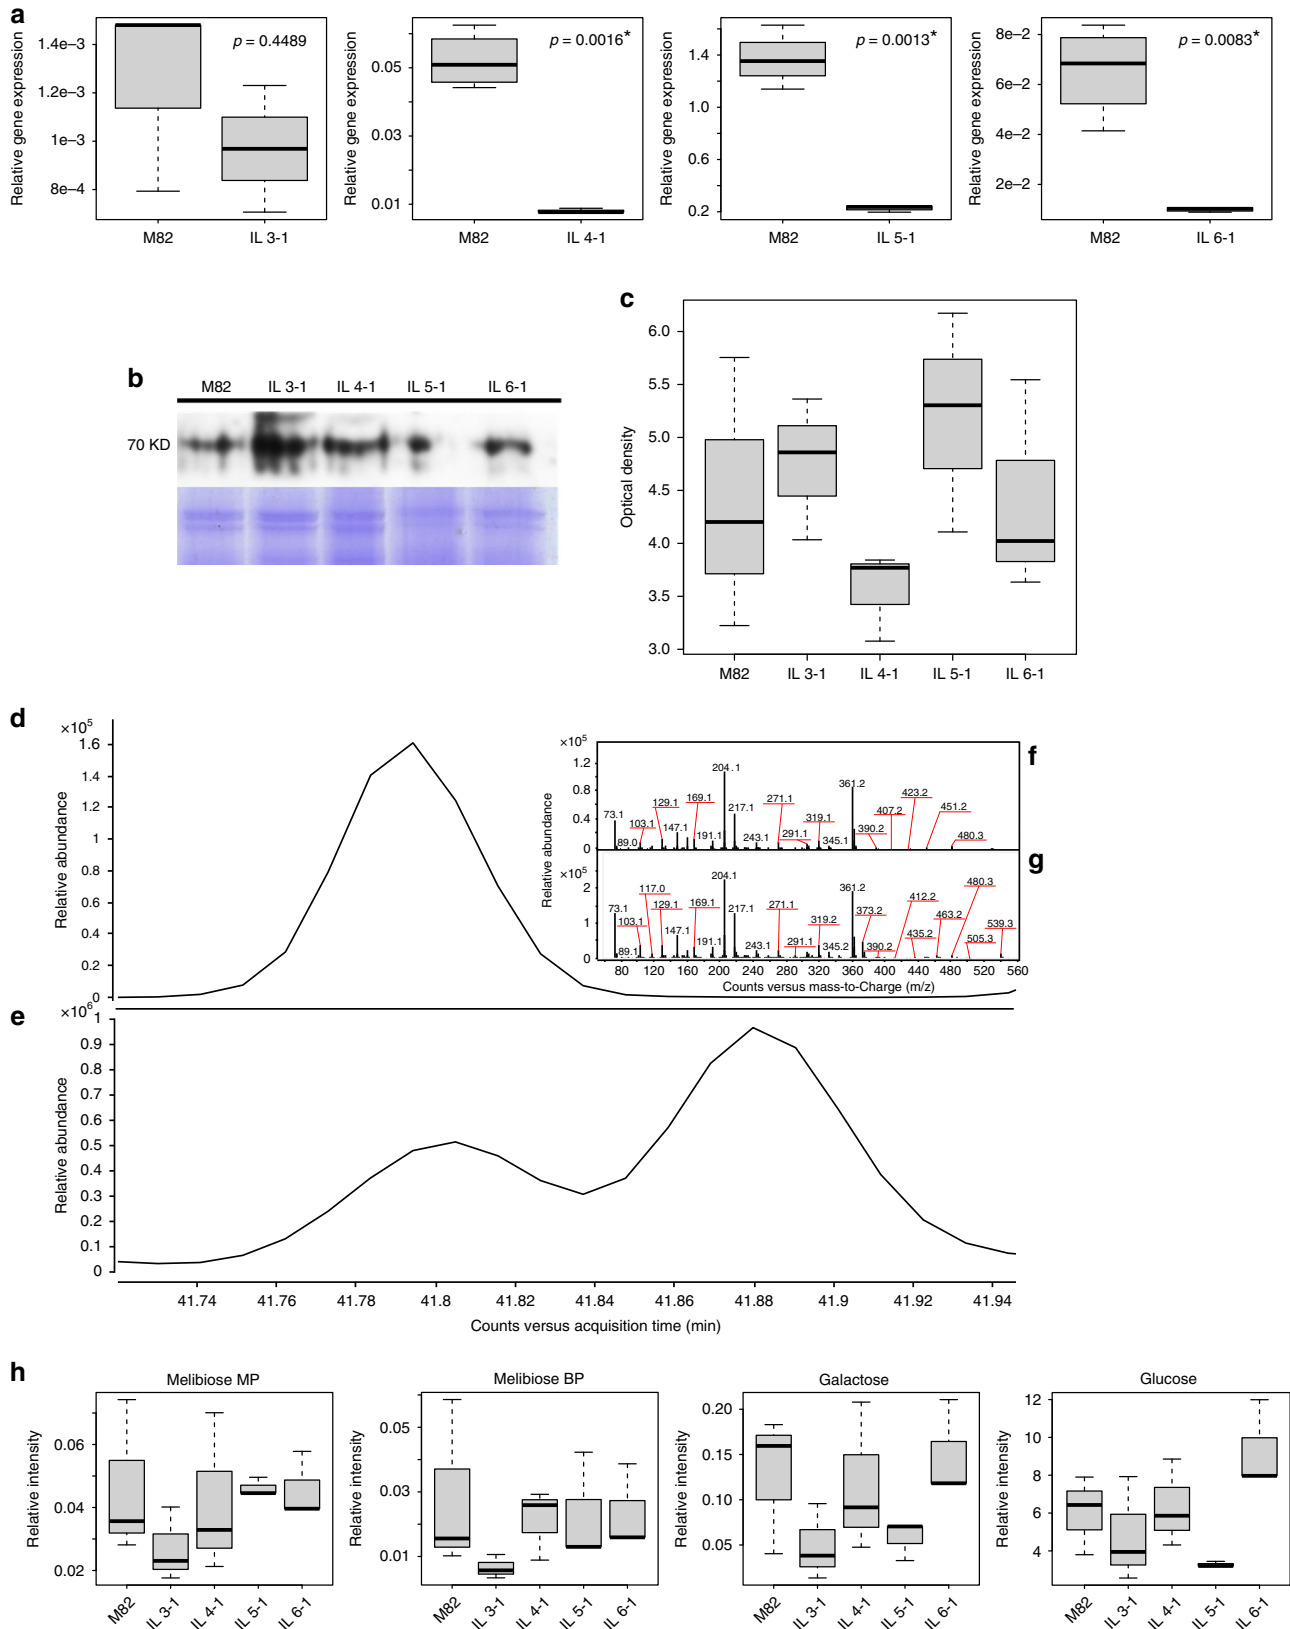 a
Relative gene expression
1.4e−3
1.2e−3
1e−3
8e−4
p = 0.4489
M82 IL 3-1
Relative gene expression
0.05
0.03
0.01
p = 0.0016*
M82 IL 4-1
Relative gene expression
1.4
1.0
0.6
0.2
p = 0.0013*
M82 IL 5-1
Relative gene expression
8e−2
6e−2
4e−2
2e−2
p = 0.0083*
M82 IL 6-1
b
M82 IL 3-1 IL 4-1 IL 5-1 IL 6-1
70 KD
c
Optical density
6.0
5.5
5.0
4.5
4.0
3.5
3.0
M82 IL 3-1 IL 4-1 IL 5-1 IL 6-1
d
×10⁵
Relative abundance
1.6
1.4
1.2
1
0.8
0.6
0.4
0.2
0
f
×10⁵
Relative abundance
1.2
0.8
0.4
0
73.1 89.0 103.1 129.1 147.1 169.1 191.1 204.1 217.1 243.1 271.1 291.1 319.1 345.1 361.2 390.2 407.2 423.2 451.2 480.3
g
×10⁵
2
1
0
73.1 89.1 103.1 117.0 129.1 147.1 169.1 191.1 204.1 217.1 243.1 271.1 291.1 319.2 345.2 361.2 373.2 390.2 412.2 435.2 463.2 480.3 505.3 539.3
80 120 160 200 240 280 320 360 400 440 480 520 560
Counts versus mass-to-Charge (m/z)
e
×10⁶
Relative abundance
1
0.9
0.8
0.7
0.6
0.5
0.4
0.3
0.2
0.1
0
41.74 41.76 41.78 41.8 41.82 41.84 41.86 41.88 41.9 41.92 41.94
Counts versus acquisition time (min)
h
Melibiose MP
Relative intensity
0.06
0.04
0.02
M82 IL 3-1 IL 4-1 IL 5-1 IL 6-1
Melibiose BP
Relative intensity
0.05
0.03
0.01
M82 IL 3-1 IL 4-1 IL 5-1 IL 6-1
Galactose
Relative intensity
0.20
0.15
0.10
0.05
M82 IL 3-1 IL 4-1 IL 5-1 IL 6-1
Glucose
Relative intensity
12
10
8
6
4
M82 IL 3-1 IL 4-1 IL 5-1 IL 6-1